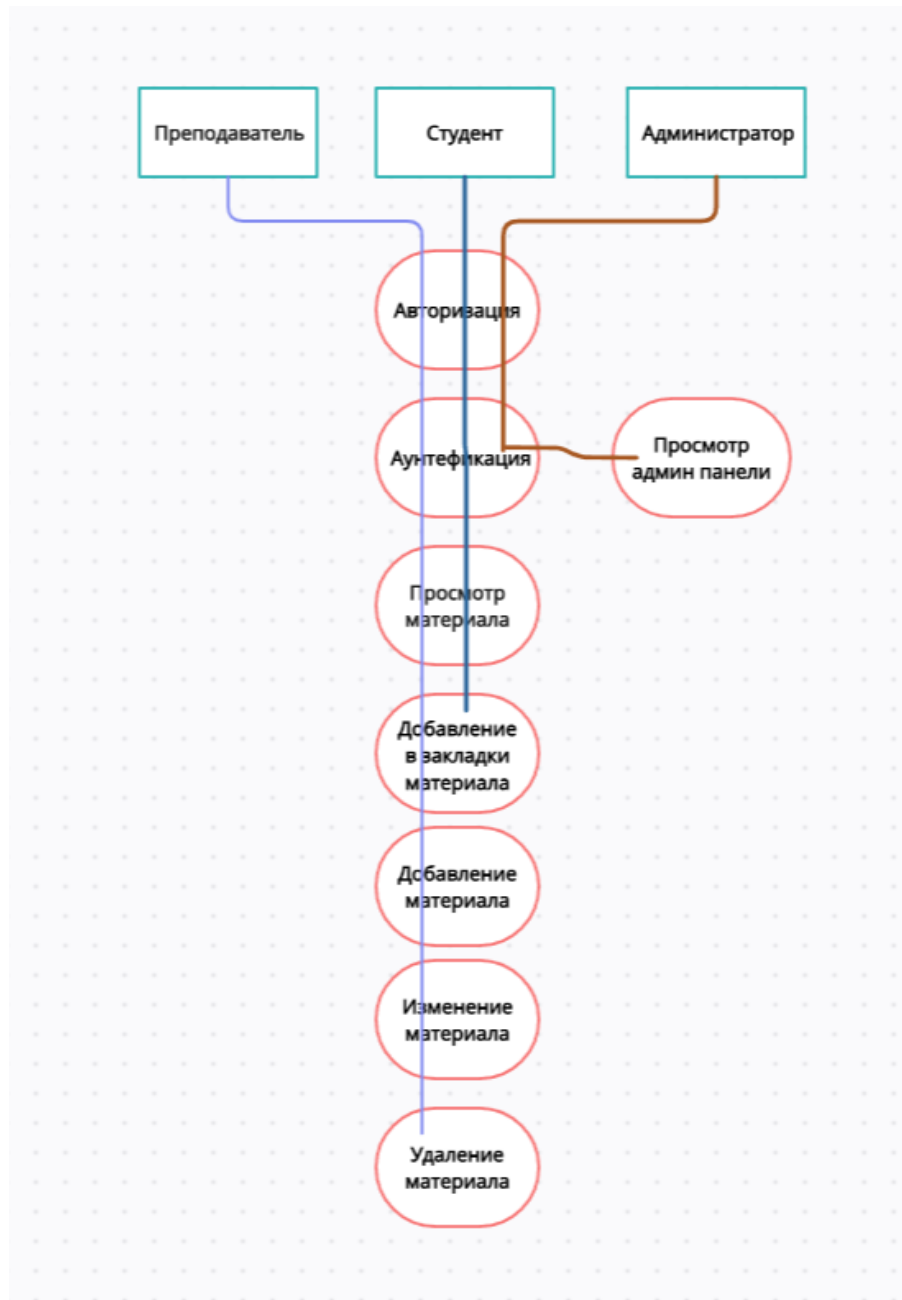 Преподаватель
Студент
Администратор
Авторизация
Аунтефикация
Просмотр
админ панели
Просмотр
материала
Добавление
в закладки
материала
Добавление
материала
Изменение
материала
Удаление
материала